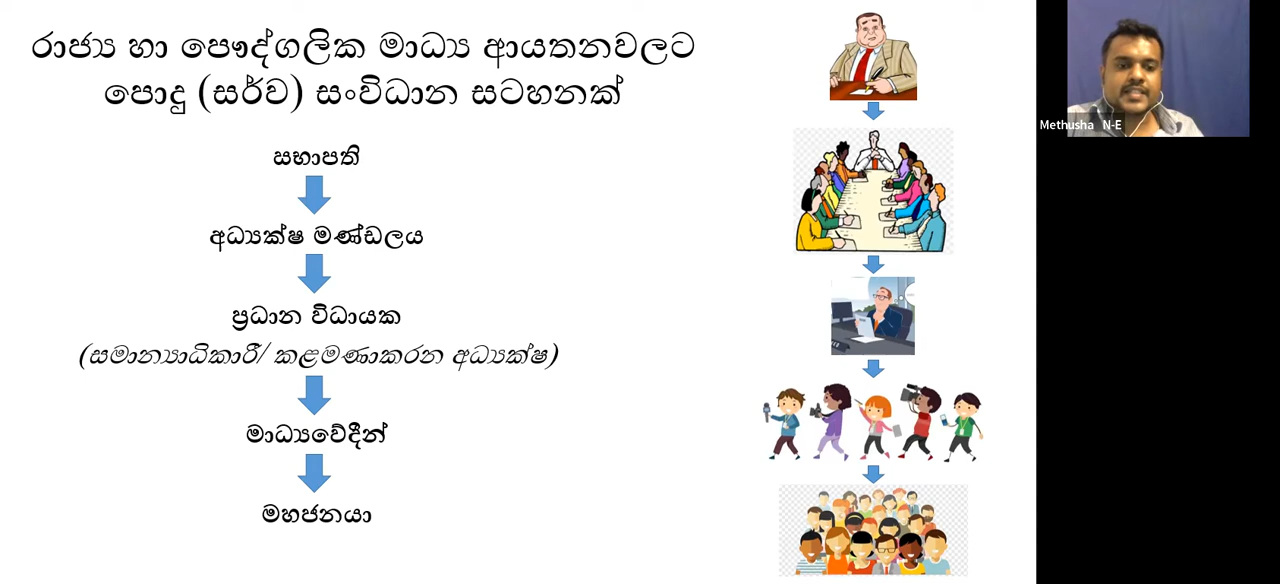 රාජ්‍ය හා පෞද්ගලික මාධ්‍ය ආයතනවලට
පොදු (සර්ව) සංවිධාන සටහනක්
සභාපති
අධ්‍යක්ෂ මණ්ඩලය
ප්‍රධාන විධායක
(සමාන්‍යාධිකාරී/ කළමණාකරන අධ්‍යක්ෂ)
මාධ්‍යවේදීන්
මහජනයා
Methusha N-E